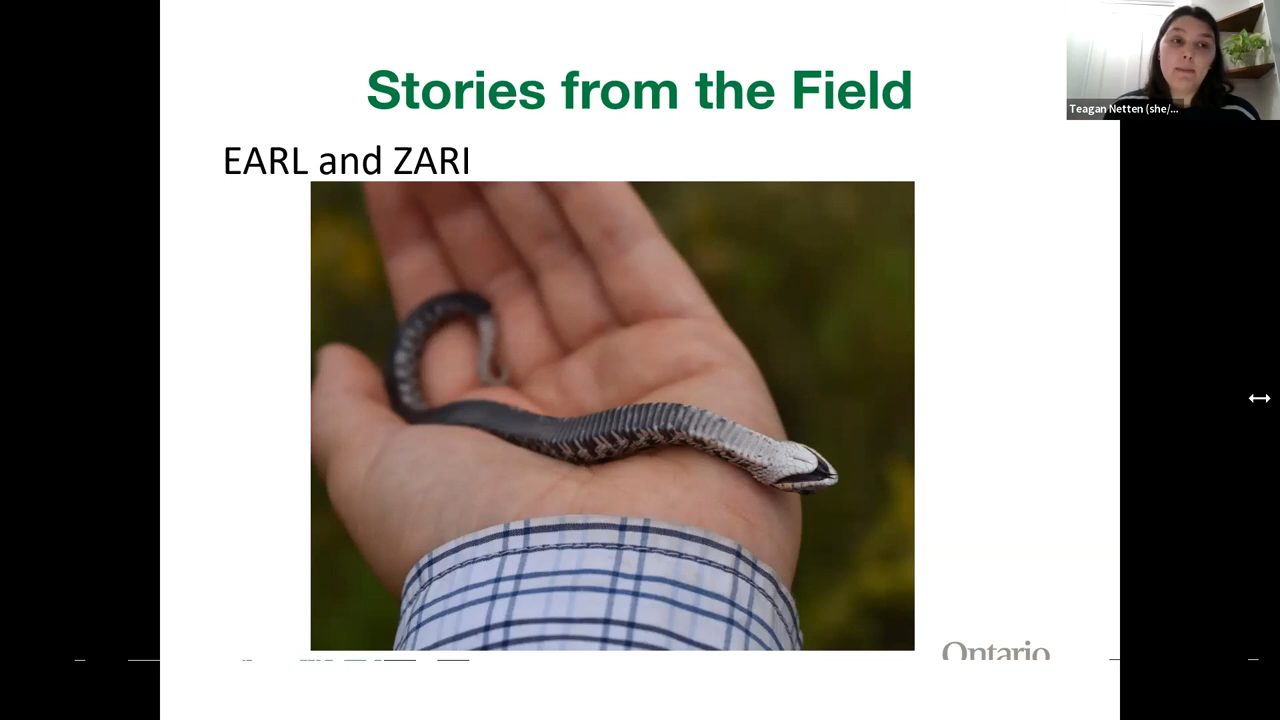 Stories from the Field
Teagan Netten (she/...
EARL and ZARI
Ontario